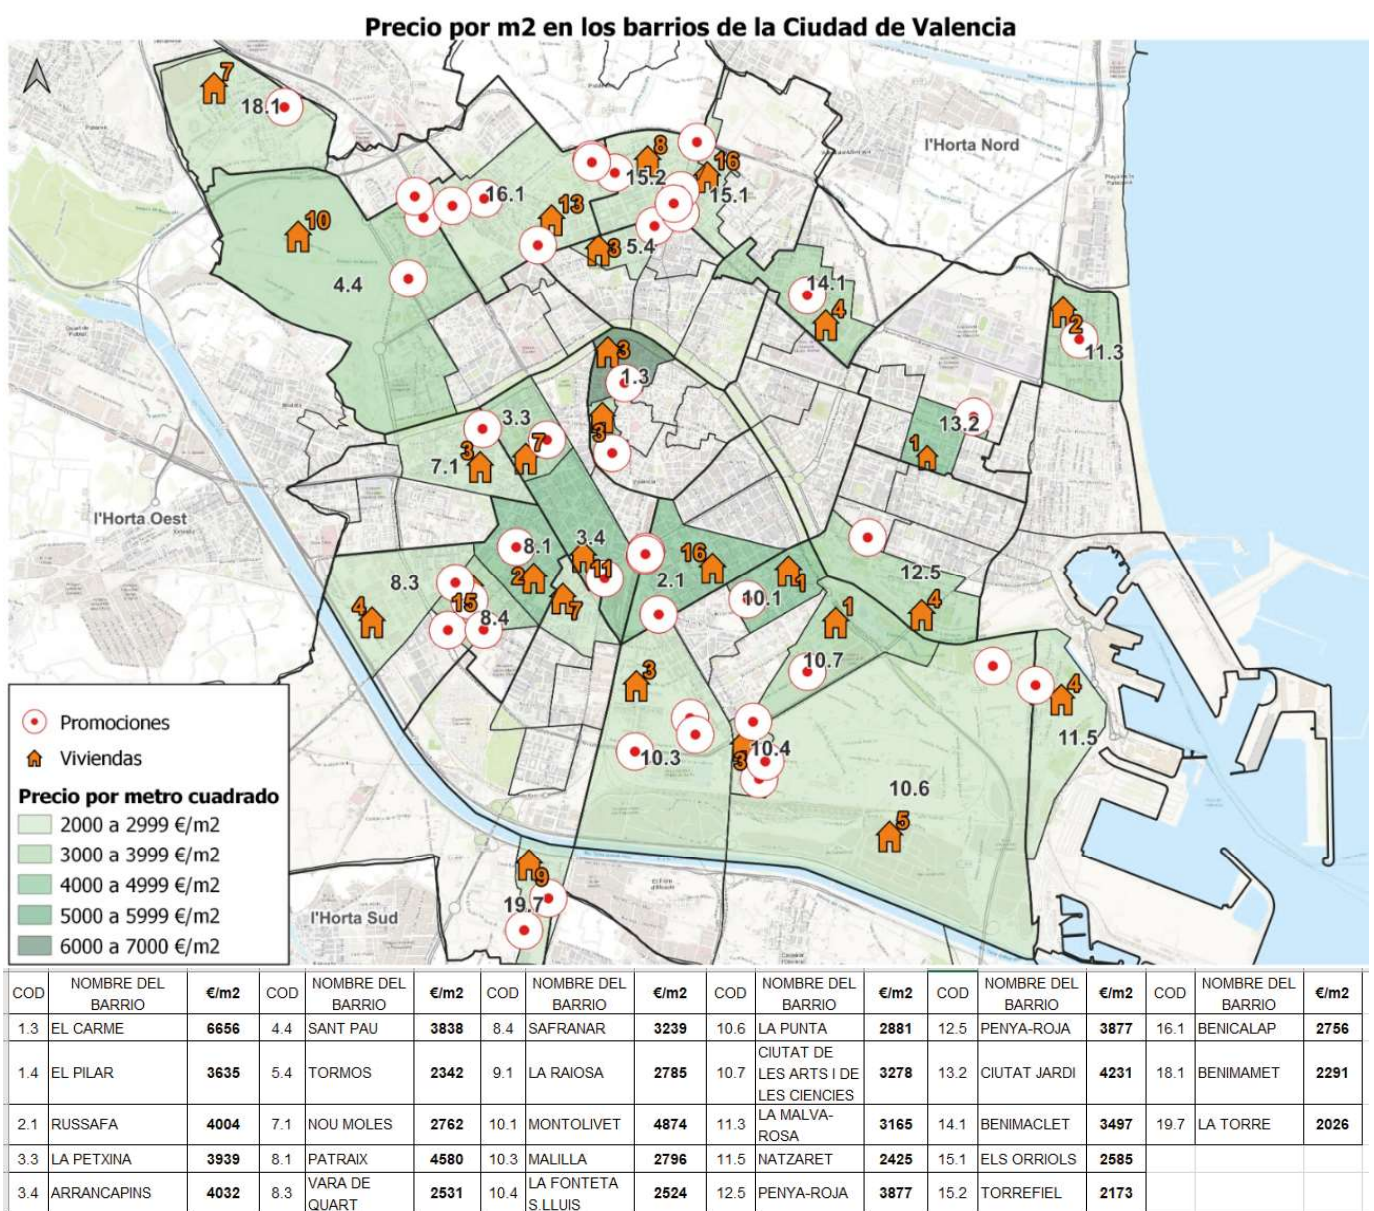 Precio por m2 en los barrios de la Ciudad de Valencia
7
18.1
l'Horta Nord
8
16
15.2
15.1
16.1
13
10
3
5.4
4.4
14.1
4
2
11.3
3
1.3
3
3.3
13.2
1
7
3
7.1
l'Horta Oest
8.1
3.4
16
11
2
2.1
1
12.5
8.3
10.1
15
7
4
8.4
1
4
10.7
3
4
11.5
10.3
10.4
3
10.6
5
9
19.7
l'Horta Sud
Promociones
Viviendas
Precio por metro cuadrado
2000 a 2999 €/m2
3000 a 3999 €/m2
4000 a 4999 €/m2
5000 a 5999 €/m2
6000 a 7000 €/m2
COD NOMBRE DEL BARRIO €/m2 COD NOMBRE DEL BARRIO €/m2 COD NOMBRE DEL BARRIO €/m2 COD NOMBRE DEL BARRIO €/m2 COD NOMBRE DEL BARRIO €/m2 COD NOMBRE DEL BARRIO €/m2
1.3 EL CARME 6656 4.4 SANT PAU 3838 8.4 SAFRANAR 3239 10.6 LA PUNTA 2881 12.5 PENYA-ROJA 3877 16.1 BENICALAP 2756
1.4 EL PILAR 3635 5.4 TORMOS 2342 9.1 LA RAIOSA 2785 10.7 CIUTAT DE LES ARTS I DE LES CIENCIES 3278 13.2 CIUTAT JARDI 4231 18.1 BENIMAMET 2291
2.1 RUSSAFA 4004 7.1 NOU MOLES 2762 10.1 MONTOLIVET 4874 11.3 LA MALVA-ROSA 3165 14.1 BENIMACLET 3497 19.7 LA TORRE 2026
3.3 LA PETXINA 3939 8.1 PATRAIX 4580 10.3 MALILLA 2796 11.5 NATZARET 2425 15.1 ELS ORRIOLS 2585
3.4 ARRANCAPINS 4032 8.3 VARA DE QUART 2531 10.4 LA FONTETA S.LLUIS 2524 12.5 PENYA-ROJA 3877 15.2 TORREFIEL 2173